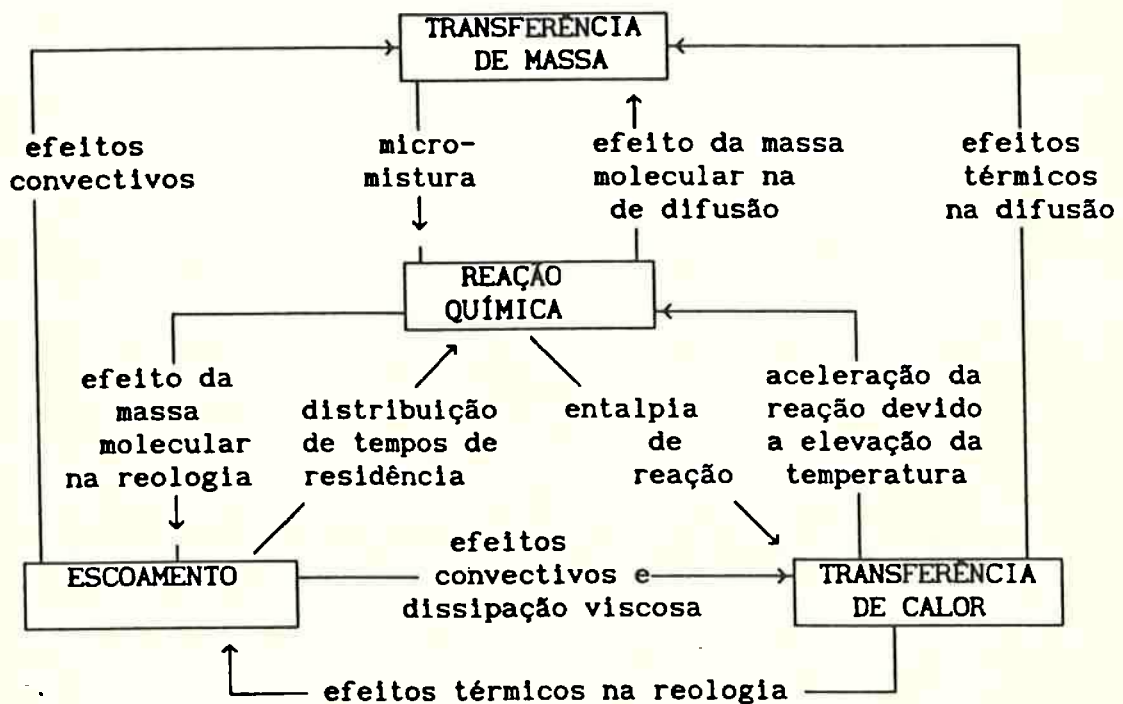 TRANSFERÊNCIA
DE MASSA
efeitos
convectivos
micro-
mistura
efeito da massa
molecular na
de difusão
efeitos
térmicos
na difusão
REAÇÃO
QUÍMICA
efeito da
massa
molecular
na reologia
distribuição
de tempos de
residência
entalpia
de
reação
aceleração da
reação devido
a elevação da
temperatura
ESCOAMENTO
efeitos
convectivos e
dissipação viscosa
TRANSFERÊNCIA
DE CALOR
efeitos térmicos na reologia